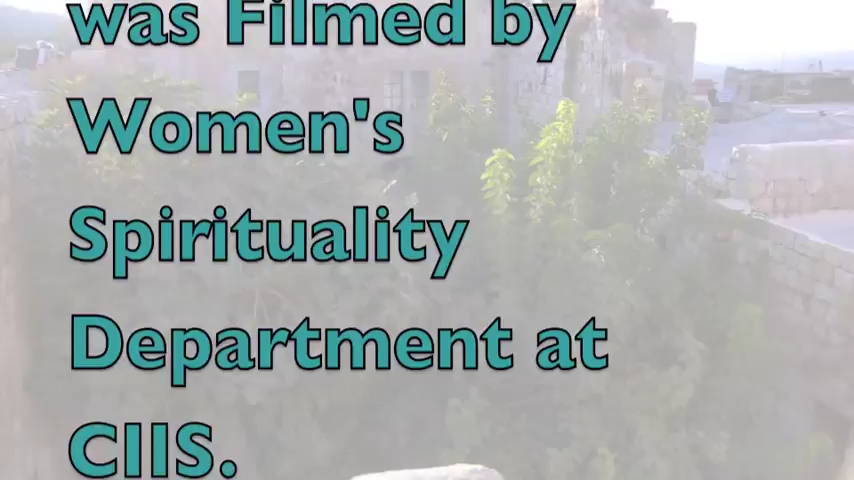 was Filmed by
Women's
Spirituality
Department at
CIIS.